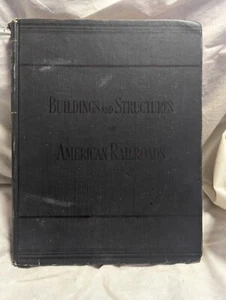 BUILDINGS AND STRUCTURES
OF
AMERICAN RAILROADS